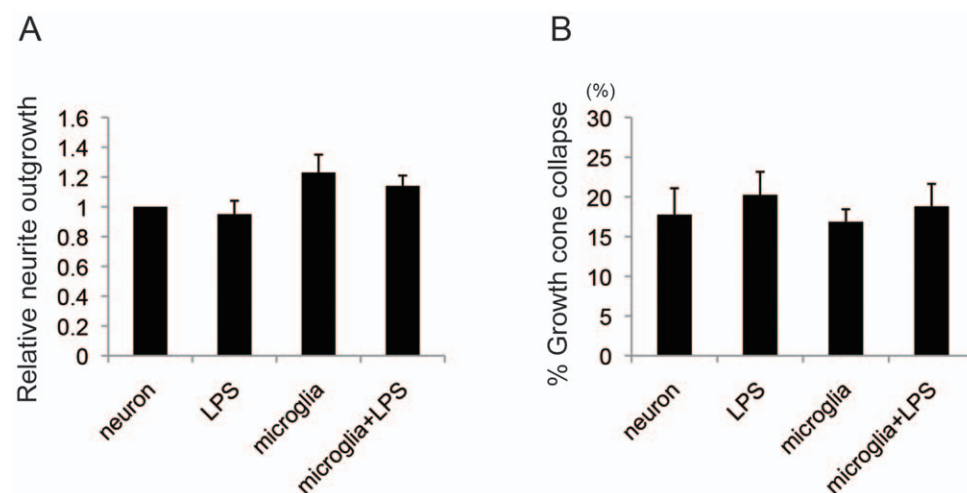 A
Relative neurite outgrowth
1.6
1.4
1.2
1
0.8
0.6
0.4
0.2
0
neuron
LPS
microglia
microglia+LPS
B
% Growth cone collapse
(%)
30
25
20
15
10
5
0
neuron
LPS
microglia
microglia+LPS